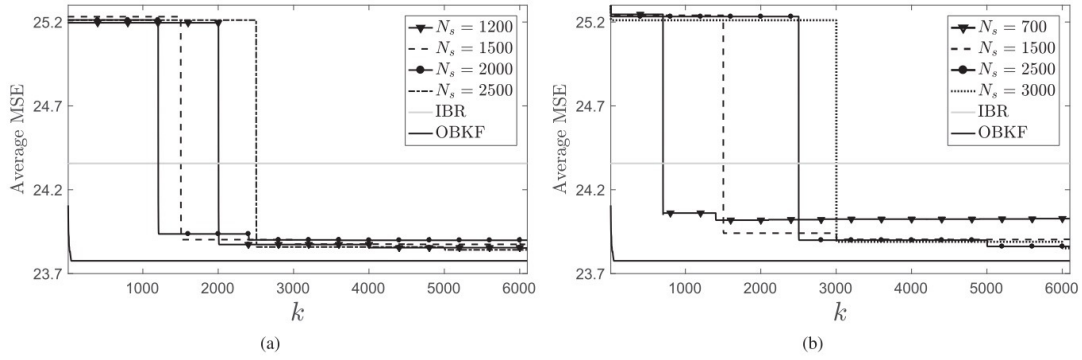 25.2
24.7
24.2
23.7
Average MSE
1000 2000 3000 4000 5000 6000
k
N_s = 1200
N_s = 1500
N_s = 2000
N_s = 2500
IBR
OBKF
(a)
25.2
24.7
24.2
23.7
Average MSE
1000 2000 3000 4000 5000 6000
k
N_s = 700
N_s = 1500
N_s = 2500
N_s = 3000
IBR
OBKF
(b)